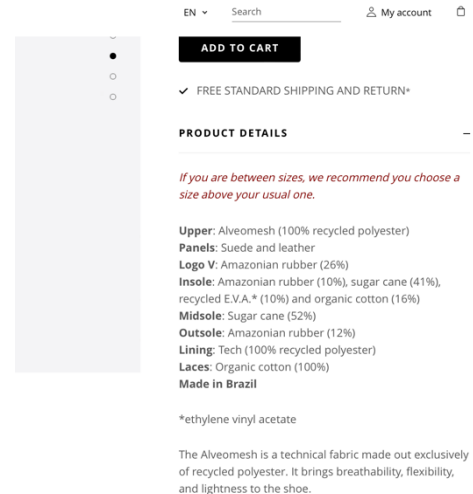 EN
Search
My account
ADD TO CART
FREE STANDARD SHIPPING AND RETURN*
PRODUCT DETAILS
If you are between sizes, we recommend you choose a
size above your usual one.
Upper: Alveomesh (100% recycled polyester)
Panels: Suede and leather
Logo V: Amazonian rubber (26%)
Insole: Amazonian rubber (10%), sugar cane (41%),
recycled E.V.A.* (10%) and organic cotton (16%)
Midsole: Sugar cane (52%)
Outsole: Amazonian rubber (12%)
Lining: Tech (100% recycled polyester)
Laces: Organic cotton (100%)
Made in Brazil
*ethylene vinyl acetate
The Alveomesh is a technical fabric made out exclusively
of recycled polyester. It brings breathability, flexibility,
and lightness to the shoe.